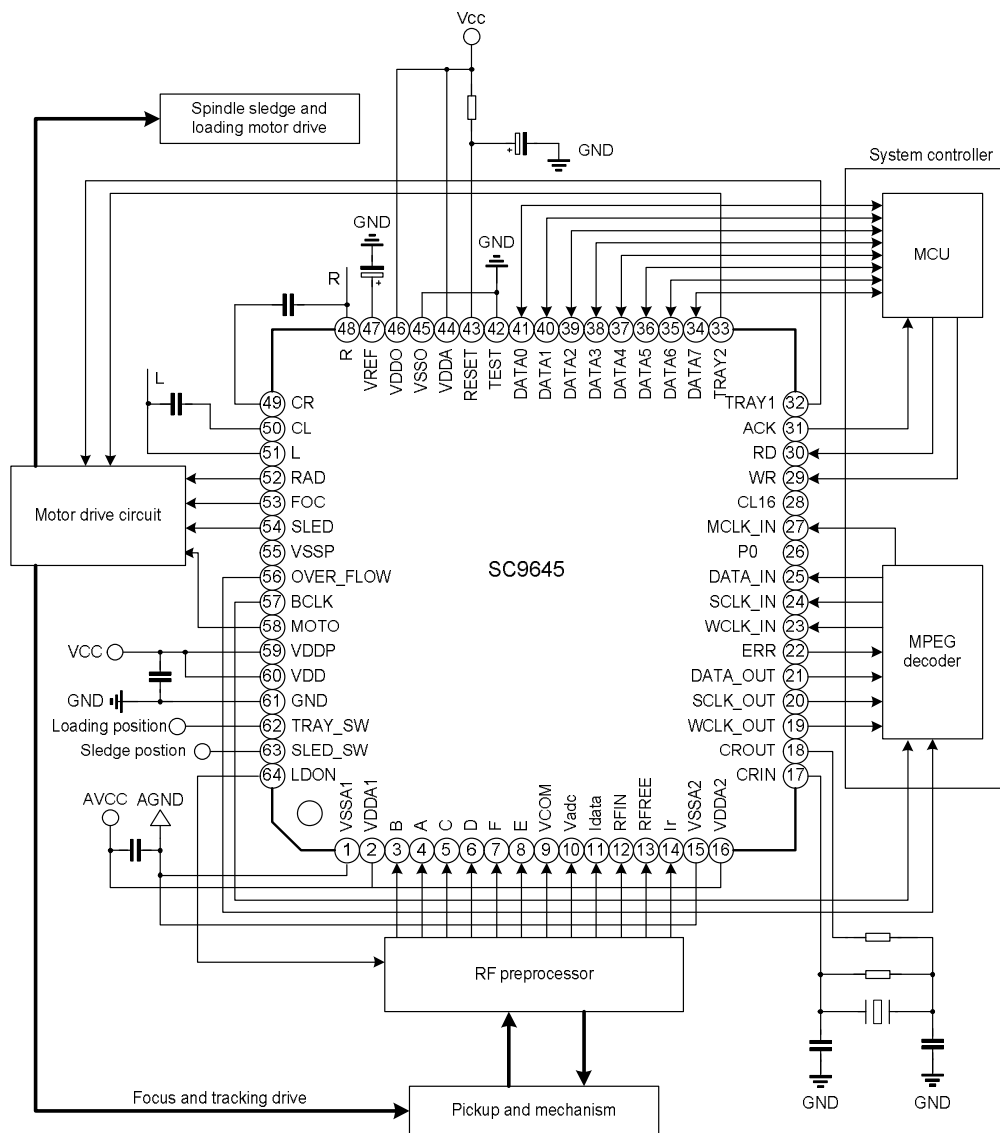 Vcc
Spindle sledge and
loading motor drive
GND
System controller
MCU
GND
GND
R
48 47 46 45 44 43 42 41 40 39 38 37 36 35 34 33
R
VREF
VDDO
VSSO
VDDA
RESET
TEST
DATA0
DATA1
DATA2
DATA3
DATA4
DATA5
DATA6
DATA7
TRAY2
L
49 CR
50 CL
51 L
52 RAD
53 FOC
54 SLED
55 VSSP
56 OVER_FLOW
57 BCLK
58 MOTO
59 VDDP
60 VDD
61 GND
62 TRAY_SW
63 SLED_SW
64 LDON
Motor drive circuit
VCC
GND
Loading position
Sledge postion
AVCC
AGND
SC9645
TRAY1 32
ACK 31
RD 30
WR 29
CL16 28
MCLK_IN 27
P0 26
DATA_IN 25
SCLK_IN 24
WCLK_IN 23
ERR 22
DATA_OUT 21
SCLK_OUT 20
WCLK_OUT 19
CROUT 18
CRIN 17
MPEG
decoder
VSSA1
VDDA1
B
A
C
D
F
E
VCOM
Vadc
Idata
RFIN
RFREE
Ir
VSSA2
VDDA2
1 2 3 4 5 6 7 8 9 10 11 12 13 14 15 16
RF preprocessor
Focus and tracking drive
Pickup and mechanism
GND
GND